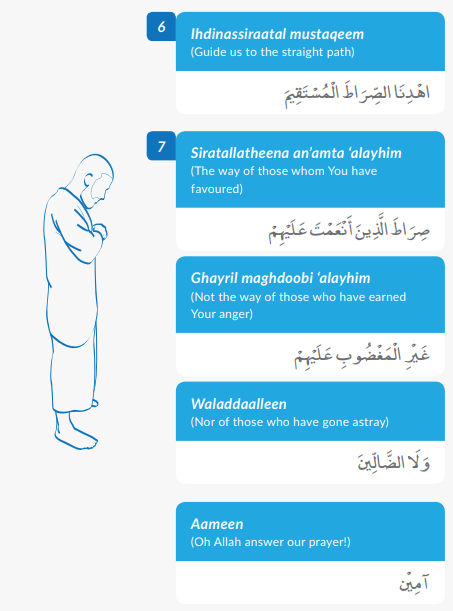 6
Ihdinassiraatal mustaqeem
(Guide us to the straight path)
اهْدِنَا الصِّرَاطَ الْمُسْتَقِيمَ
7
Siratallatheena an'amta ‘alayhim
(The way of those whom You have
favoured)
صِرَاطَ الَّذِينَ أَنْعَمْتَ عَلَيْهِمْ
Ghayril maghdoobi ‘alayhim
(Not the way of those who have earned
Your anger)
غَيْرِ الْمَغْضُوبِ عَلَيْهِمْ
Waladdaalleen
(Nor of those who have gone astray)
وَلَا الضَّالِّينَ
Aameen
(Oh Allah answer our prayer!)
آمِيْن